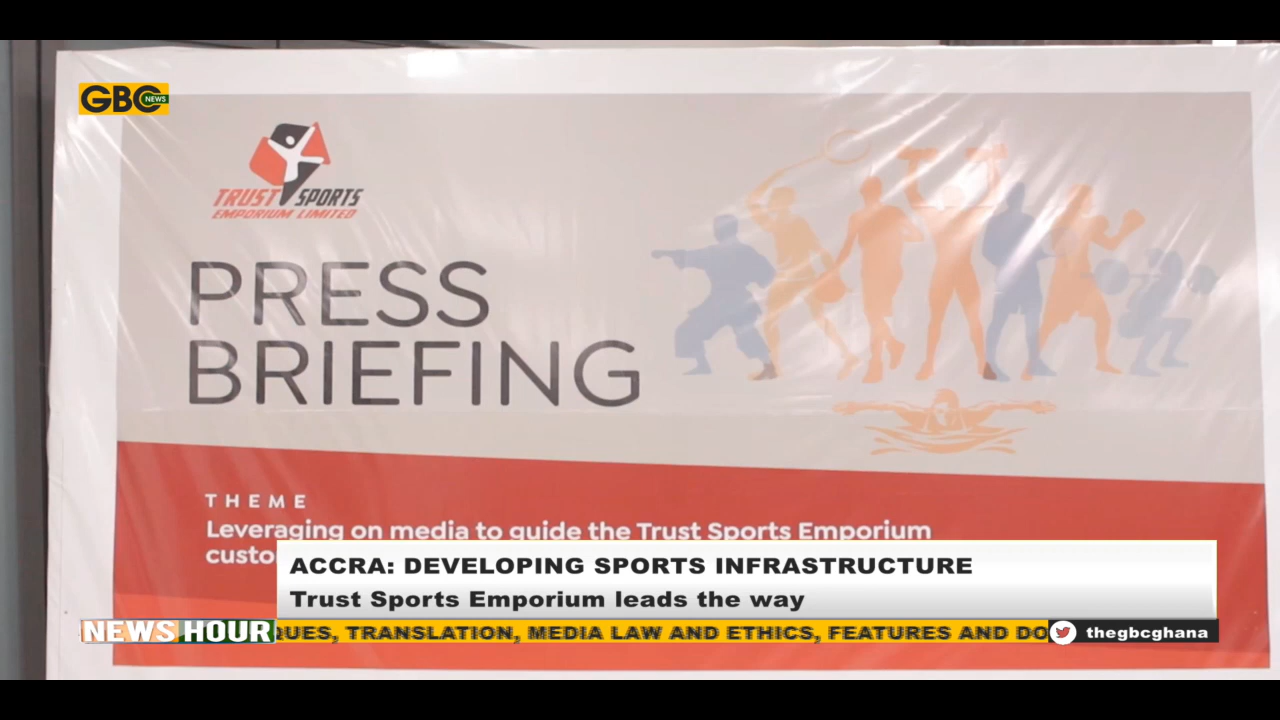 GBC NEWS
TRUST SPORTS
EMPORIUM LIMITED
PRESS
BRIEFING
THEME
Leveraging on media to guide the Trust Sports Emporium
ACCRA: DEVELOPING SPORTS INFRASTRUCTURE
Trust Sports Emporium leads the way
NEWS HOUR
TRANSLATION, MEDIA LAW AND ETHICS, FEATURES AND
thegbcghana